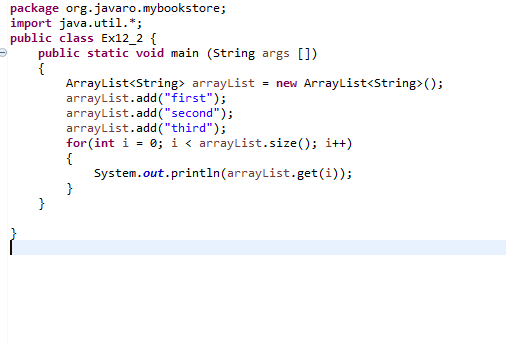 package org.javaro.mybookstore;
import java.util.*;
public class Ex12_2 {
    public static void main (String args [])
    {
        ArrayList<String> arrayList = new ArrayList<String>();
        arrayList.add("first");
        arrayList.add("second");
        arrayList.add("third");
        for(int i = 0; i < arrayList.size(); i++)
        {
            System.out.println(arrayList.get(i));
        }
    }
}